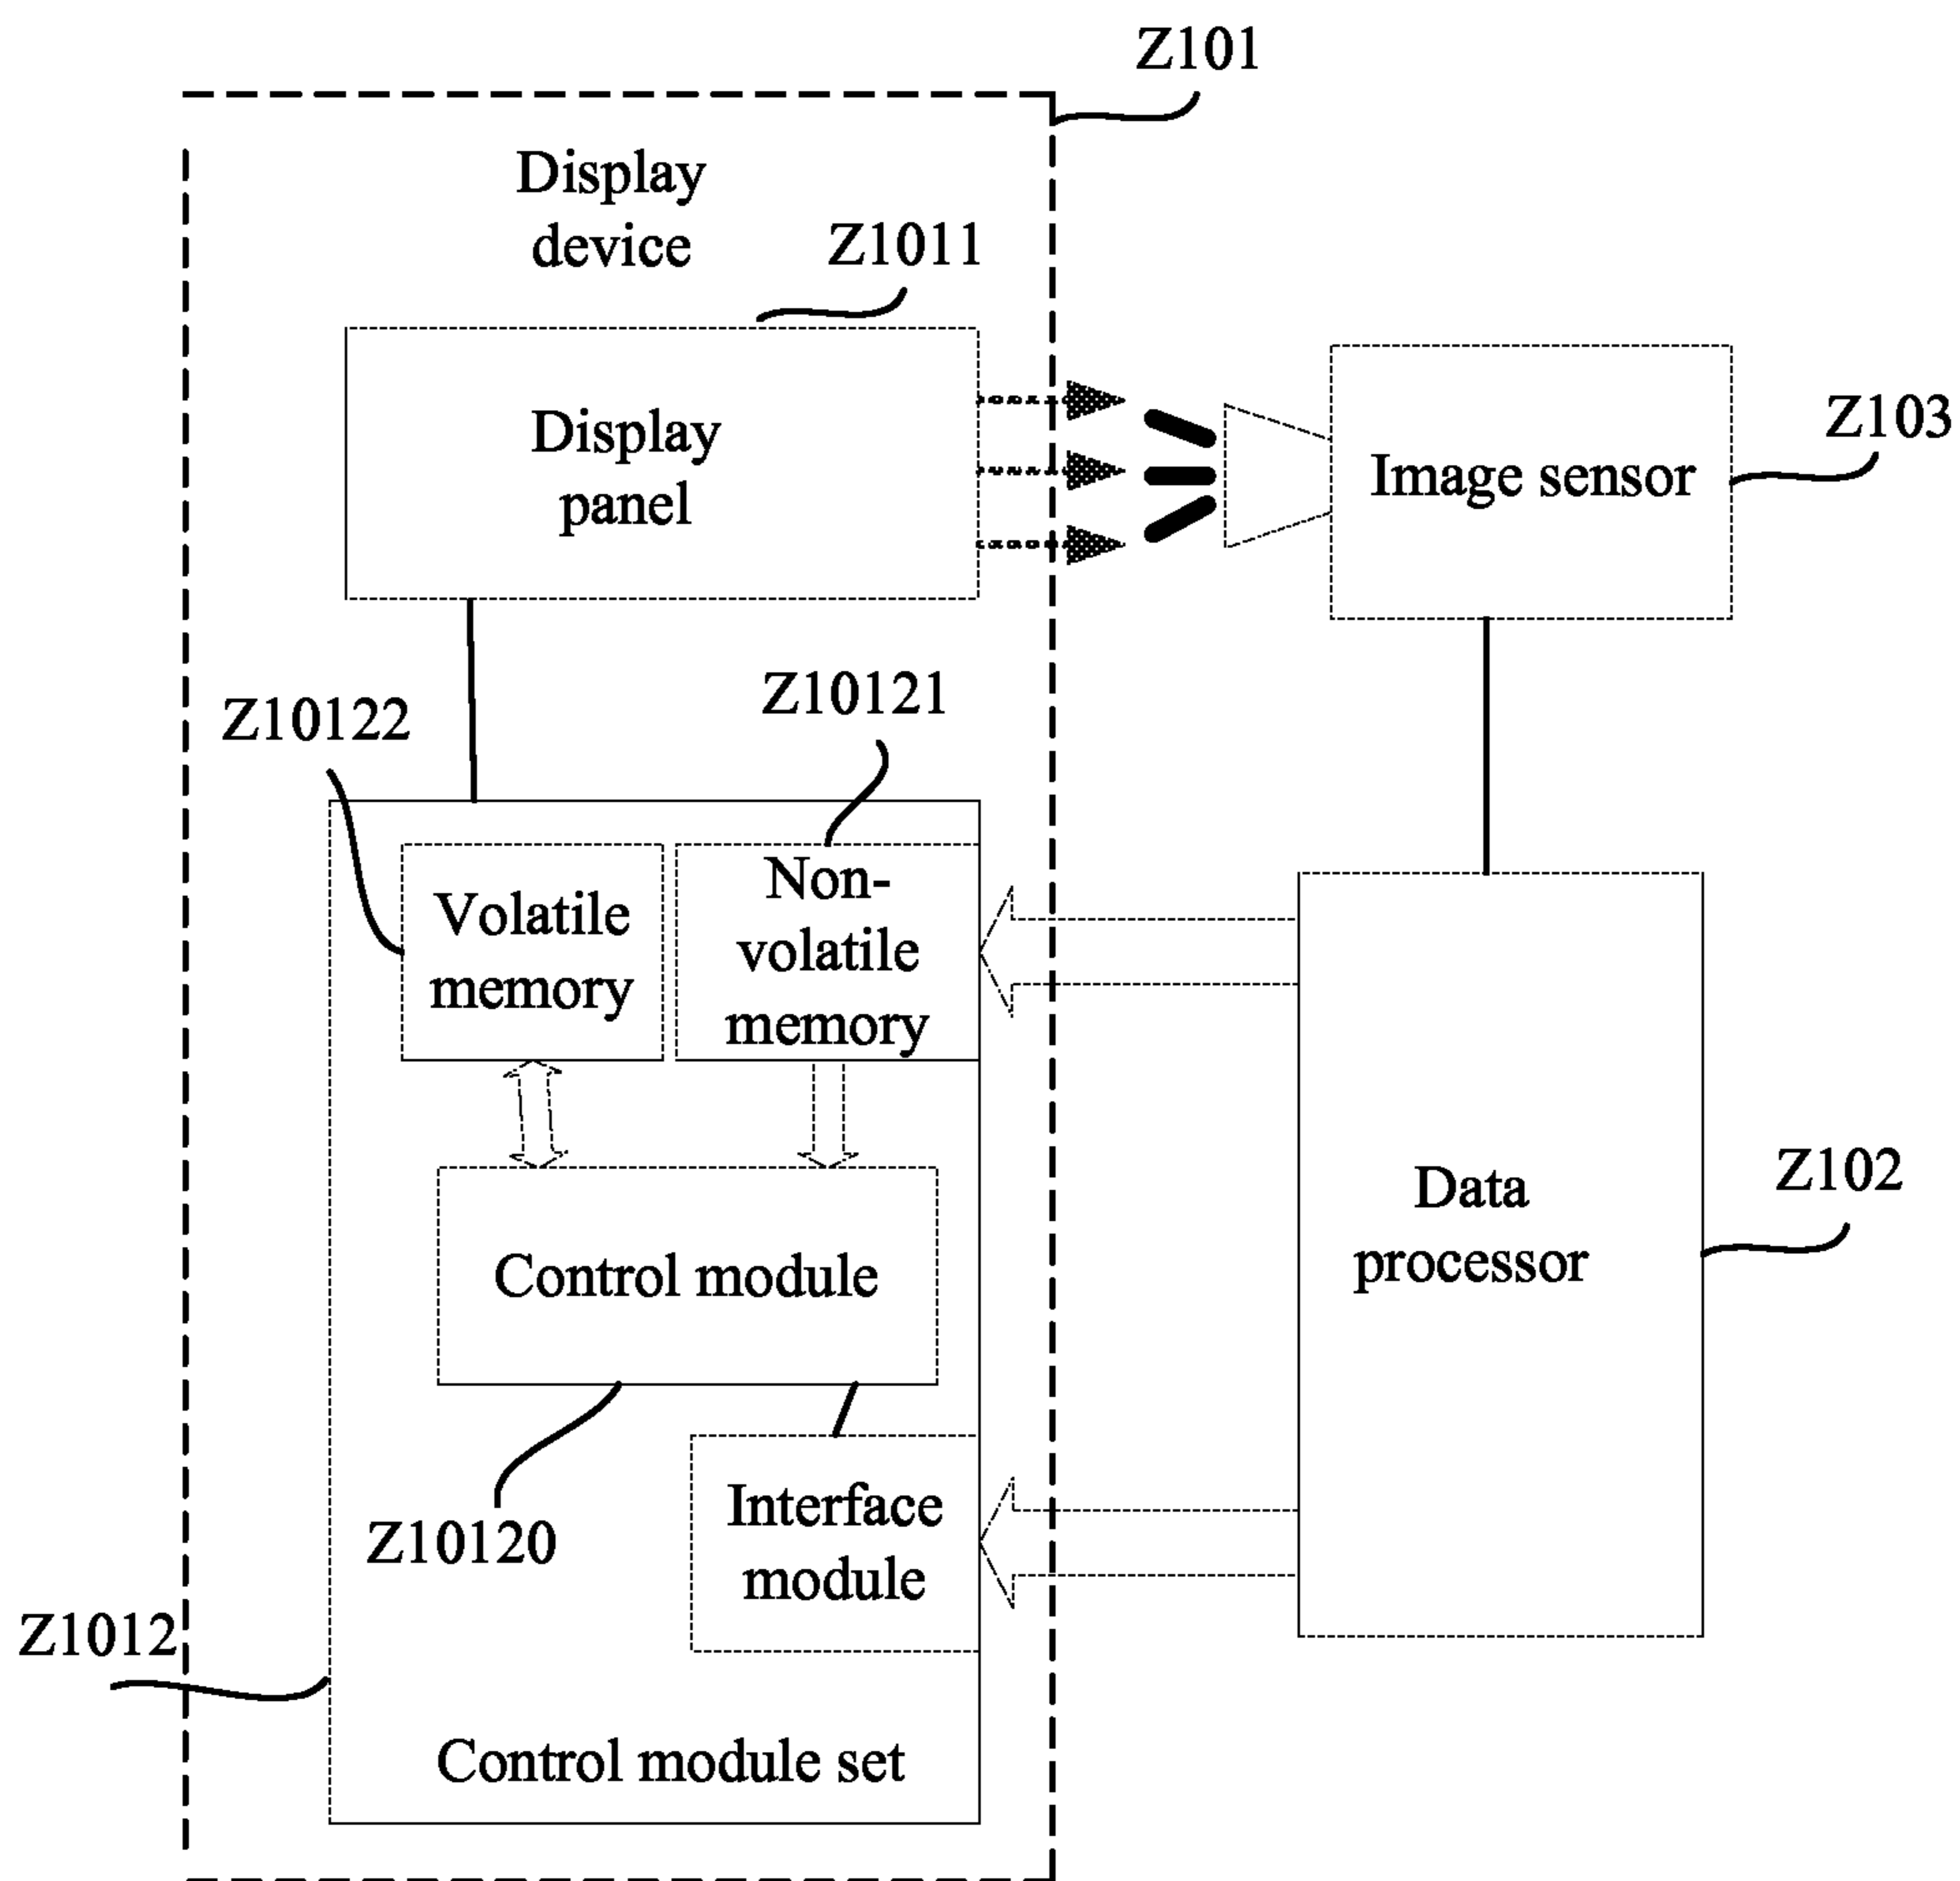 Z101
Display
device
Z1011
Display
panel
Image sensor
Z103
Z10122
Z10121
Volatile
memory
Non-
volatile
memory
Control module
Data
processor
Z102
Z10120
Interface
module
Z1012
Control module set